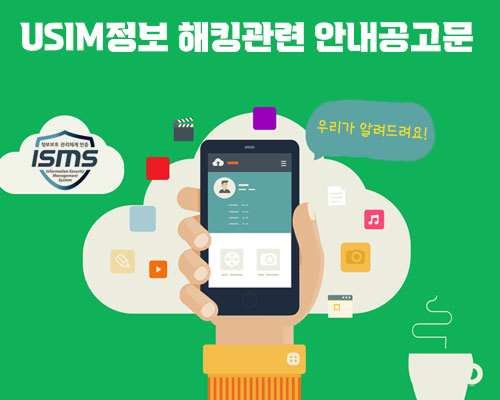 USIM정보 해킹관련 안내공고문
우리가 알려드려요!
정보보호 관리체계 인증
isms
Information Security
Management
System